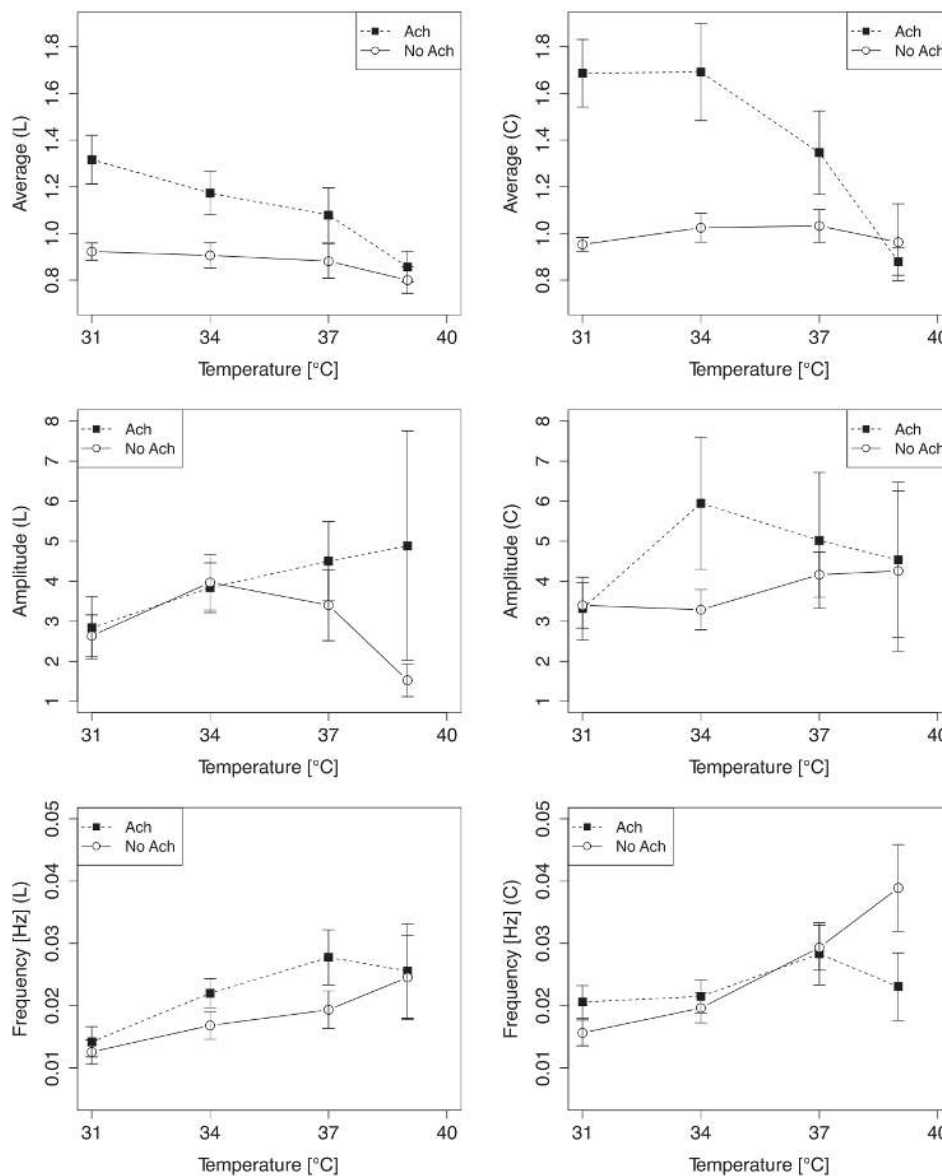 Ach
No Ach
Average (L)
1.8
1.6
1.4
1.2
1.0
0.8
31 34 37 40
Temperature [°C]
Ach
No Ach
Average (C)
1.8
1.6
1.4
1.2
1.0
0.8
31 34 37 40
Temperature [°C]
Ach
No Ach
Amplitude (L)
8
7
6
5
4
3
2
1
31 34 37 40
Temperature [°C]
Ach
No Ach
Amplitude (C)
8
7
6
5
4
3
2
1
31 34 37 40
Temperature [°C]
Ach
No Ach
Frequency [Hz] (L)
0.05
0.04
0.03
0.02
0.01
31 34 37 40
Temperature [°C]
Ach
No Ach
Frequency [Hz] (C)
0.05
0.04
0.03
0.02
0.01
31 34 37 40
Temperature [°C]